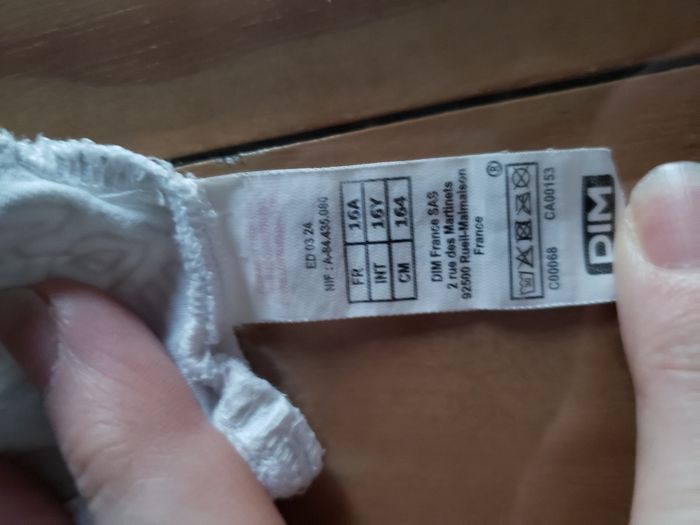 ED 03 24
NIF : A-84.435.080
FR 16A
INT 16Y
CM 164
DIM France SAS
2 rue des Martinets
92500 Rueil-Malmaison
France
®
C00068 CA00153
DIM